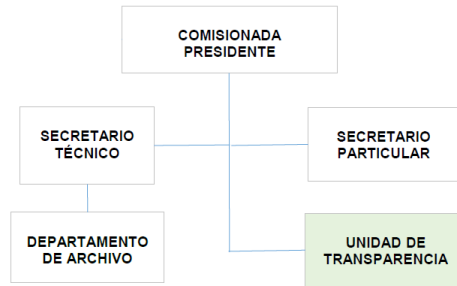 COMISIONADA
PRESIDENTE
SECRETARIO
TÉCNICO
SECRETARIO
PARTICULAR
DEPARTAMENTO
DE ARCHIVO
UNIDAD DE
TRANSPARENCIA